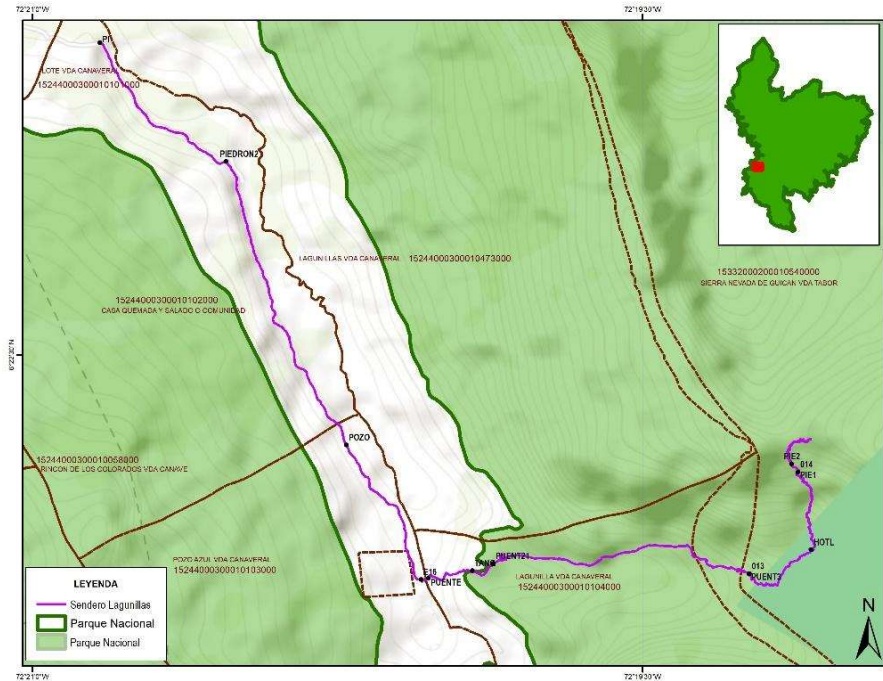 72°21'0"W
72°19'30"W
PI
LOTE VDA CANAVERAL
15244000300010101000
PIEDRON2
LAGUNILLAS VDA CANAVERAL 15244000300010473000
15332000200010540000
SIERRA NEVADA DE GUICAN VDA TABOR
15244000300010102000
CASA QUEMADA Y SALADO O COMUNIDAD
6°22'30"N
POZO
15244000300010058000
RINCON DE LOS COLORADOS VDA CANAVE
PIE2
014
PIE1
HOTL
POZO AZUL VDA CANAVERAL
15244000300010103000
PUENT21
E16
PUENTE
LAGUNILLA VDA CANAVERAL
15244000300010104000
013
PUENT3
LEYENDA
Sendero Lagunillas
Parque Nacional
Parque Nacional
N
72°21'0"W
72°19'30"W